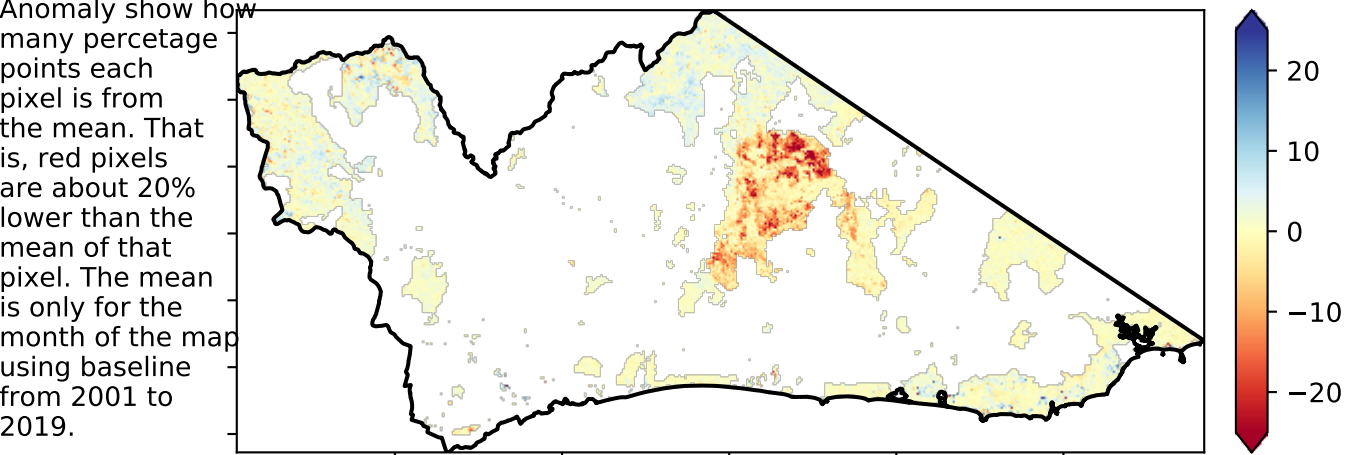 Anomaly show how
many percetage
points each
pixel is from
the mean. That
is, red pixels
are about 20%
lower than the
mean of that
pixel. The mean
is only for the
month of the map
using baseline
from 2001 to
2019.
20
10
0
−10
−20